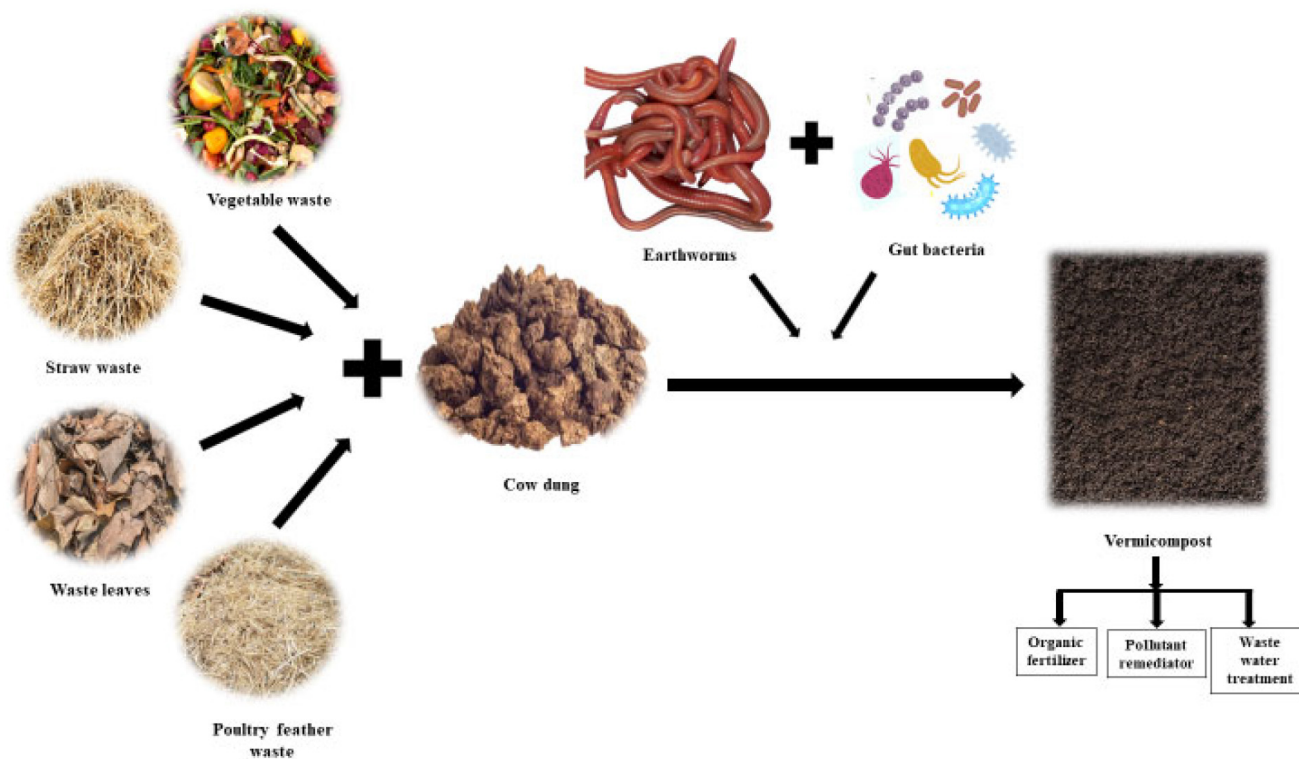 Vegetable waste
Straw waste
Waste leaves
Poultry feather
waste
Cow dung
Earthworms
Gut bacteria
Vermicompost
Organic
fertilizer
Pollutant
remediator
Waste
water
treatment